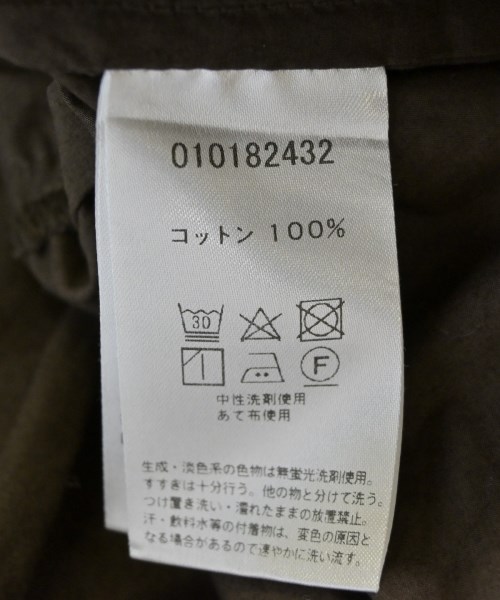 010182432
コットン 100%
30
F
中性洗剤使用
あて布使用
生成・淡色系の色物は無蛍光洗剤使用。
すすぎは十分行う。他の物と分けて洗う。
つけ置き洗い・濡れたままの放置禁止。
汗・飲料水等の付着物は、変色の原因と
なる場合があるので速やかに洗い流す。